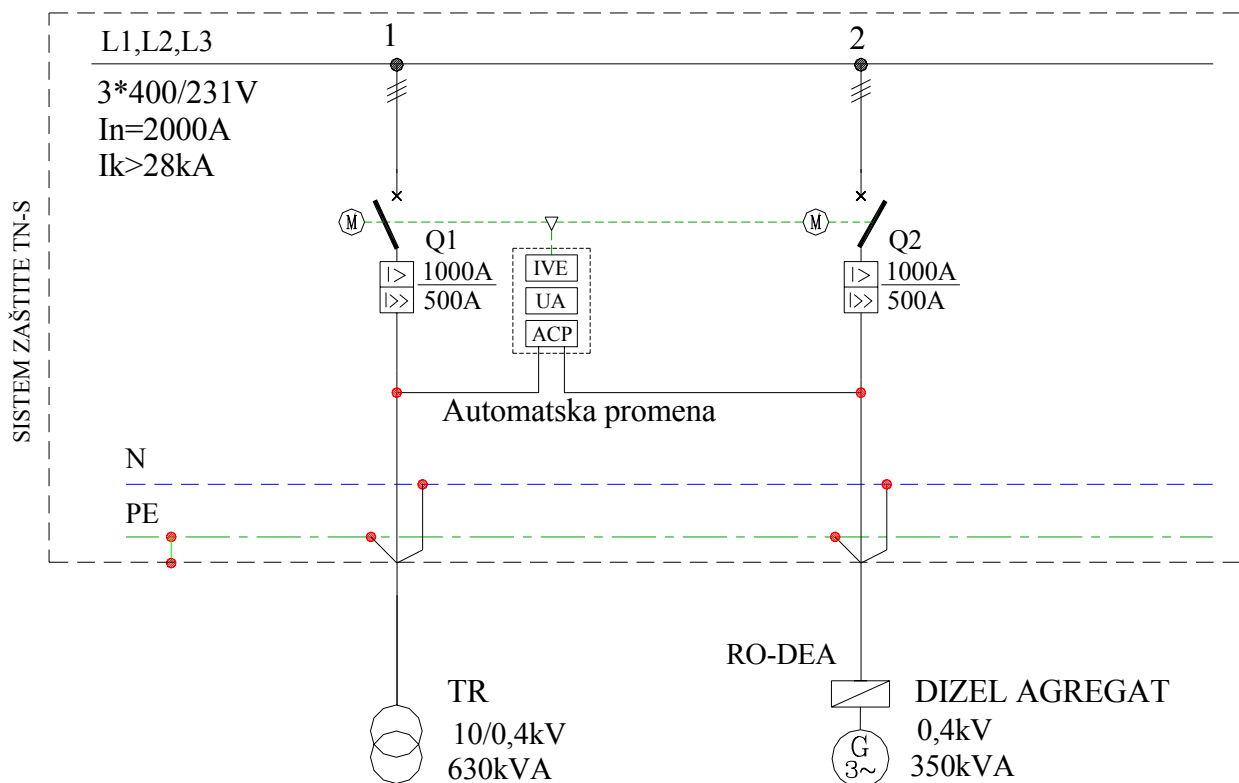 SISTEM ZAŠTITE TN-S
L1,L2,L3
1
2
3*400/231V
In=2000A
Ik>28kA
M
M
Q1
Q2
I>
1000A
I>>
500A
IVE
UA
ACP
I>
1000A
I>>
500A
Automatska promena
N
PE
RO-DEA
TR
10/0,4kV
630kVA
DIZEL AGREGAT
0,4kV
350kVA
G
3~